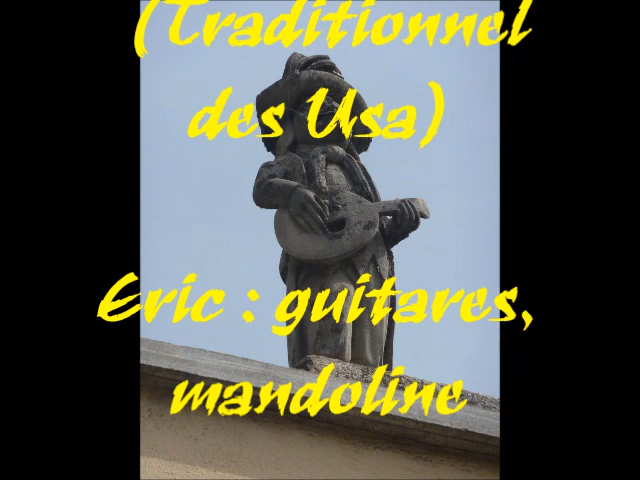 (Traditionnel
des Usa)
Eric : guitares,
mandoline